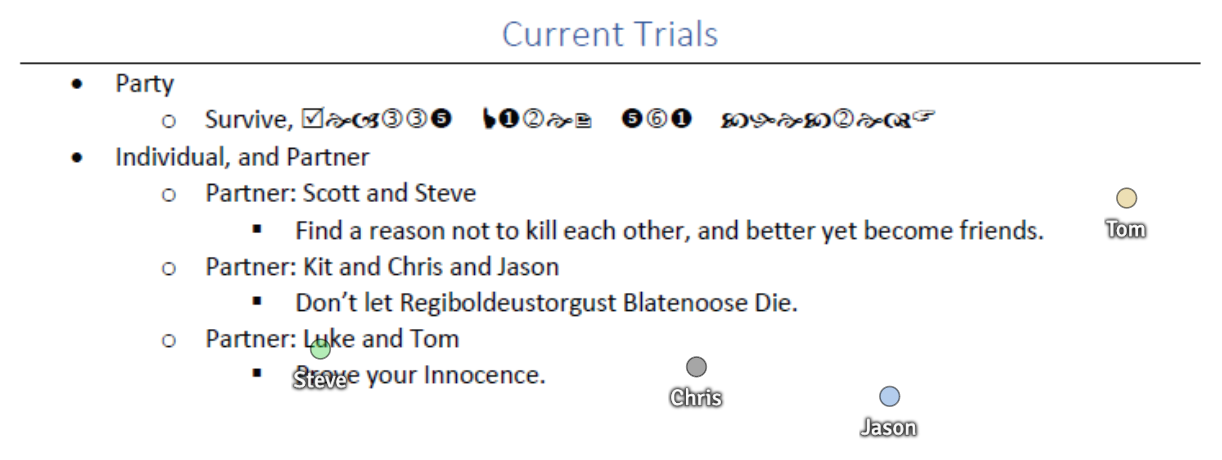 Current Trials
• Party
o Survive, ☑
• Individual, and Partner
o Partner: Scott and Steve
▪ Find a reason not to kill each other, and better yet become friends.
Tom
o Partner: Kit and Chris and Jason
▪ Don't let Regiboldeustorgust Blatenoose Die.
o Partner: Luke and Tom
▪ Prove your Innocence.
Steve
Chris
Jason